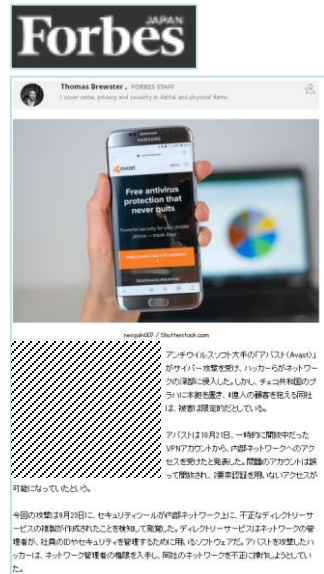 Forbes
JAPAN
Thomas Brewster , FORBES STAFF
I cover crime, privacy and security in digital and physical forms.
SAMSUNG
avast
Free antivirus
protection that
never quits
nessuk007 / Shutterstock.com
アンチウイルスソフト大手の「アバスト(Avast)」
がサイバー攻撃を受け、ハッカーらがネットワー
クの深部に侵入した。しかし、チェコ共和国のプ
ラハに本拠を置き、4億人の顧客を抱える同社
は、被害は限定的だとしている。
アバストは10月21日、一時的に開放中だった
VPNアカウントから、内部ネットワークへのアク
セスを受けたと発表した。問題のアカウントは誤
って開放され、2要素認証を用いないアクセスが
可能になっていたという。
今回の攻撃は9月23日に、セキュリティツールが内部ネットワーク上に、不正なディレクトリーサ
ービスの複製が作成されたことを検知して発覚した。ディレクトリーサービスはネットワークの管
理者が、社員のIDやセキュリティを管理するために用いるソフトウェアだ。アバストを攻撃したハ
ッカーは、ネットワーク管理者の権限を入手し、同社のネットワークを不正に操作しようとしてい
た。